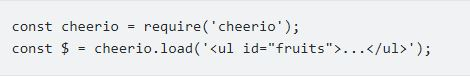 const cheerio = require('cheerio');
const $ = cheerio.load('<ul id="fruits">...</ul>');